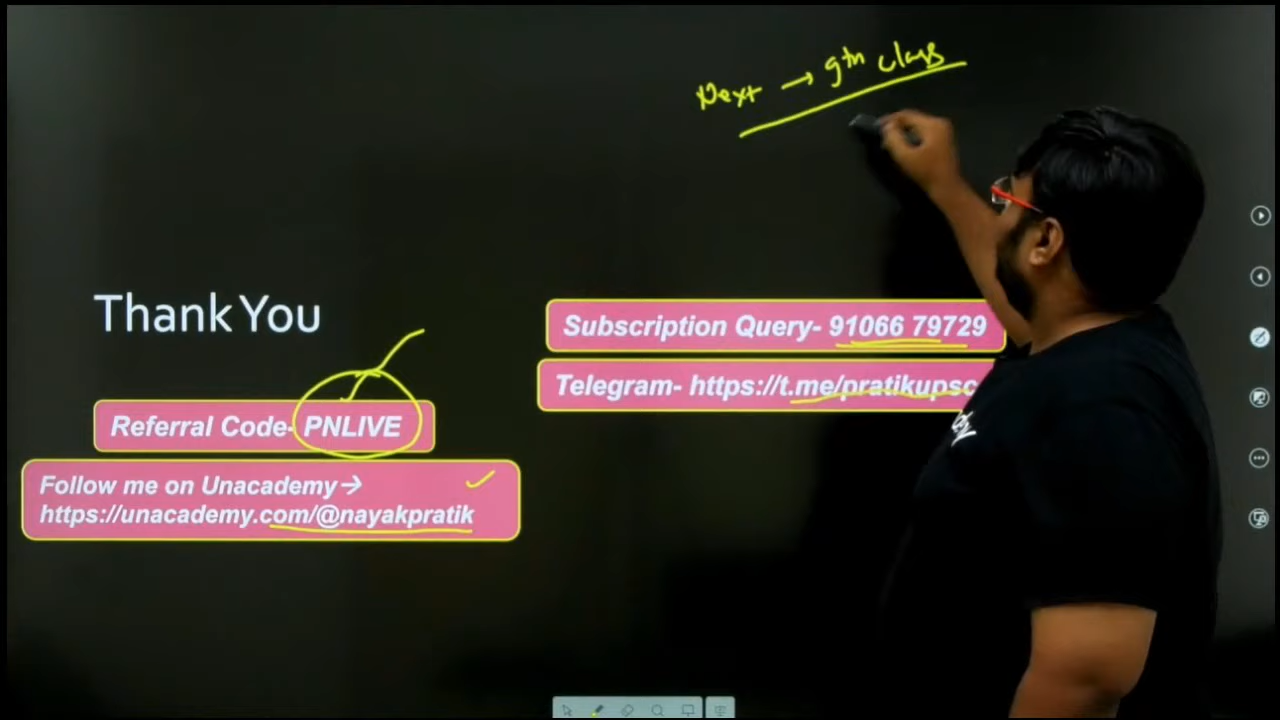 Next → 9th class
Thank You
Subscription Query- 91066 79729
Telegram- https://t.me/pratikupsc
Referral Code- PNLIVE
Follow me on Unacademy→
https://unacademy.com/@nayakpratik